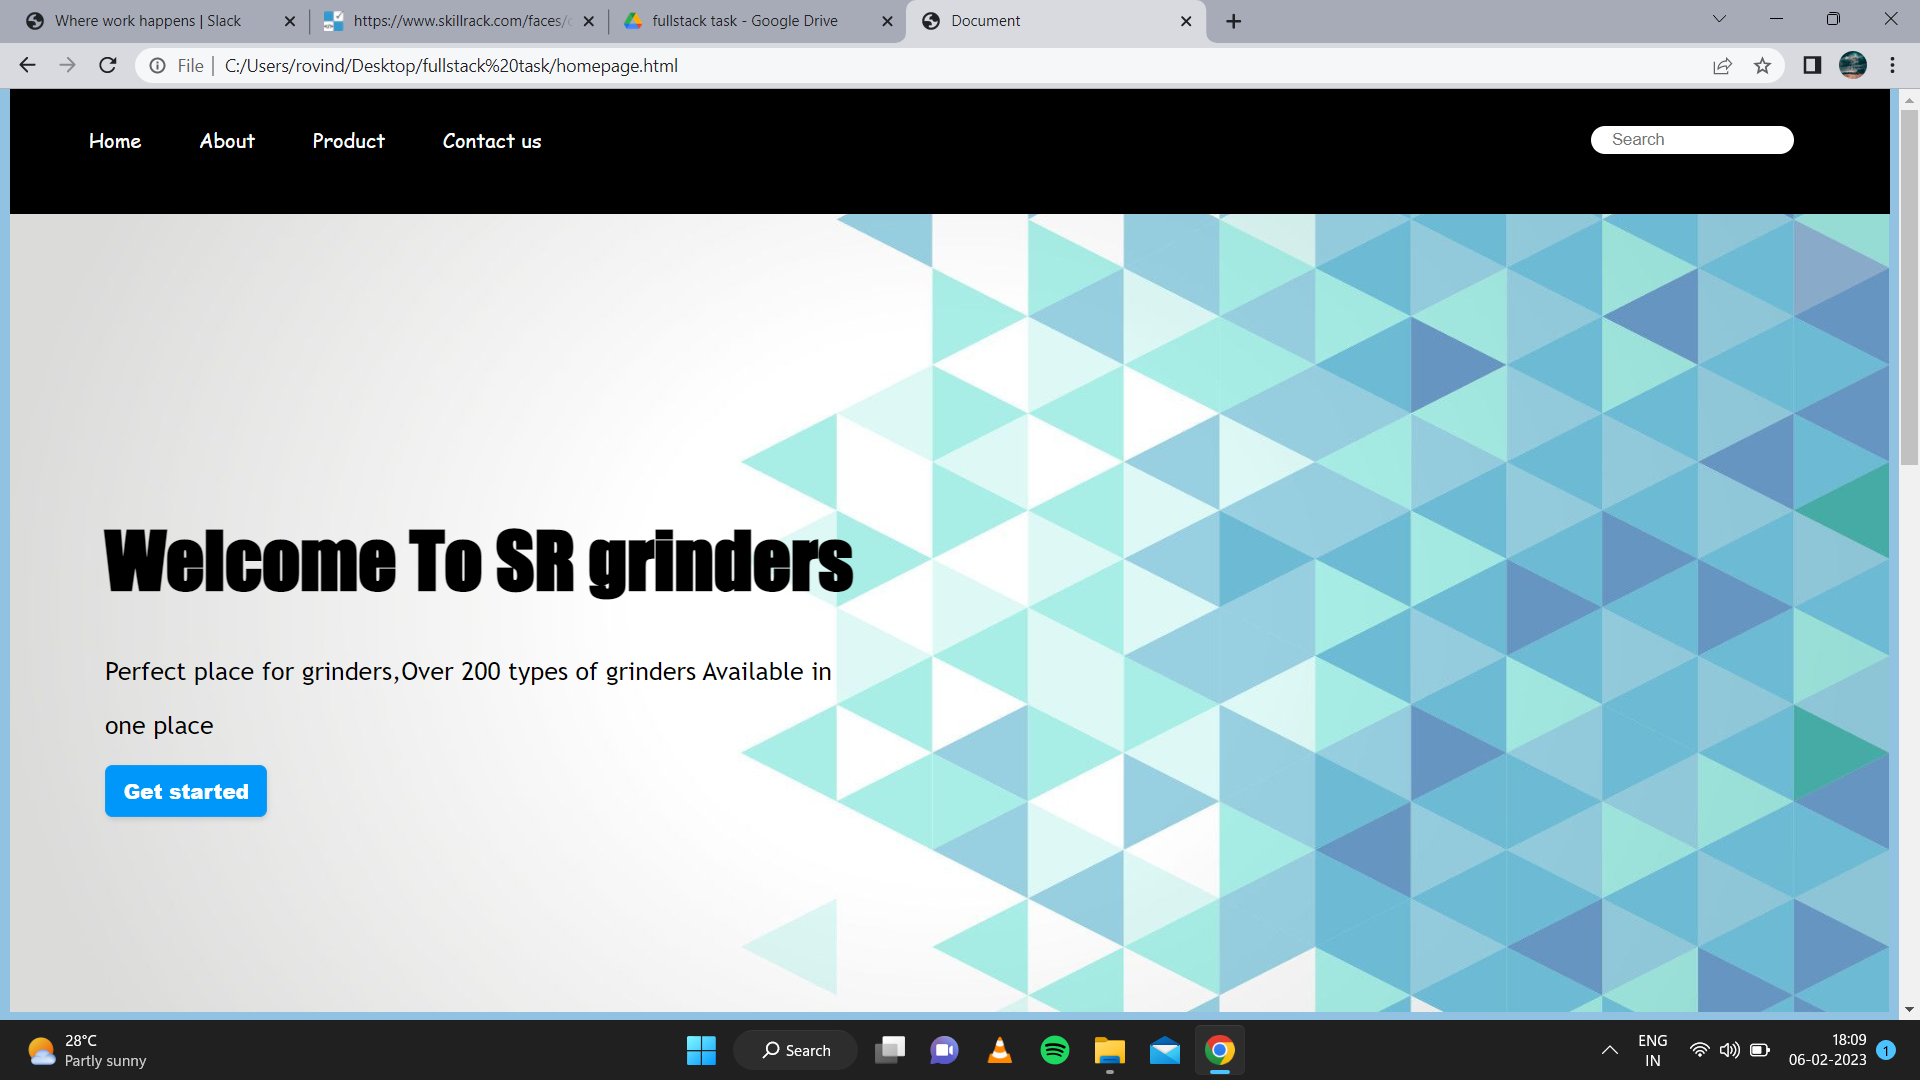 Where work happens | Slack
https://www.skillrack.com/faces/
fullstack task - Google Drive
Document
File
C:/Users/rovind/Desktop/fullstack%20task/homepage.html
Home
About
Product
Contact us
Search
Welcome To SR grinders
Perfect place for grinders,Over 200 types of grinders Available in
one place
Get started
28°C
Partly sunny
Search
ENG
IN
18:09
06-02-2023
1